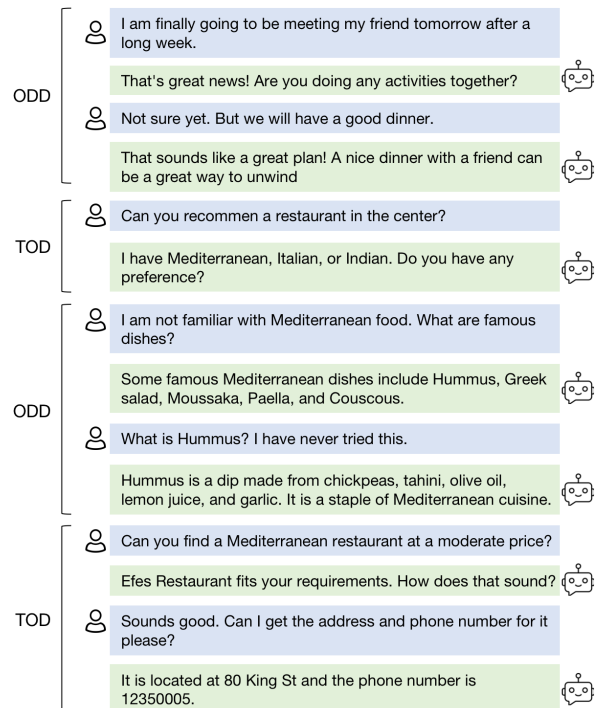 ODD
I am finally going to be meeting my friend tomorrow after a
long week.
That's great news! Are you doing any activities together?
Not sure yet. But we will have a good dinner.
That sounds like a great plan! A nice dinner with a friend can
be a great way to unwind
TOD
Can you recommen a restaurant in the center?
I have Mediterranean, Italian, or Indian. Do you have any
preference?
ODD
I am not familiar with Mediterranean food. What are famous
dishes?
Some famous Mediterranean dishes include Hummus, Greek
salad, Moussaka, Paella, and Couscous.
What is Hummus? I have never tried this.
Hummus is a dip made from chickpeas, tahini, olive oil,
lemon juice, and garlic. It is a staple of Mediterranean cuisine.
TOD
Can you find a Mediterranean restaurant at a moderate price?
Efes Restaurant fits your requirements. How does that sound?
Sounds good. Can I get the address and phone number for it
please?
It is located at 80 King St and the phone number is
12350005.